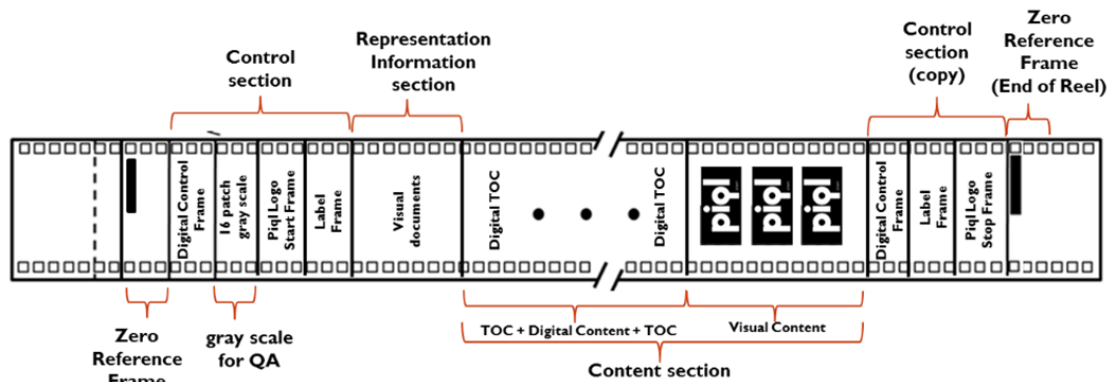 Control
section
Representation
Information
section
Control
section
(copy)
Zero
Reference
Frame
(End of Reel)
Digital Control
Frame
16 patch
gray scale
Piql Logo
Start Frame
Label
Frame
Visual
documents
Digital TOC
Digital TOC
piql
piql
piql
Digital Control
Frame
Label
Frame
Piql Logo
Stop Frame
Zero
Reference
Frame
gray scale
for QA
TOC + Digital Content + TOC
Visual Content
Content section